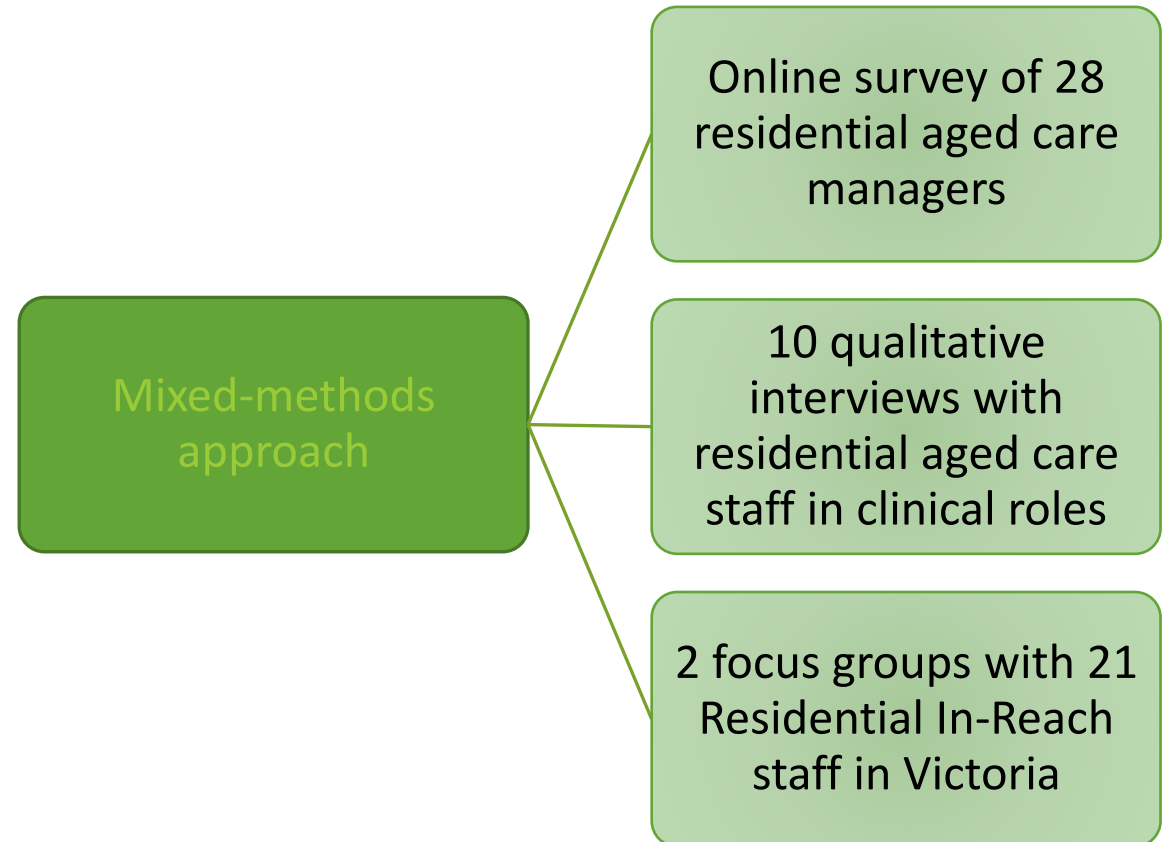 Mixed-methods
approach
Online survey of 28
residential aged care
managers
10 qualitative
interviews with
residential aged care
staff in clinical roles
2 focus groups with 21
Residential In-Reach
staff in Victoria